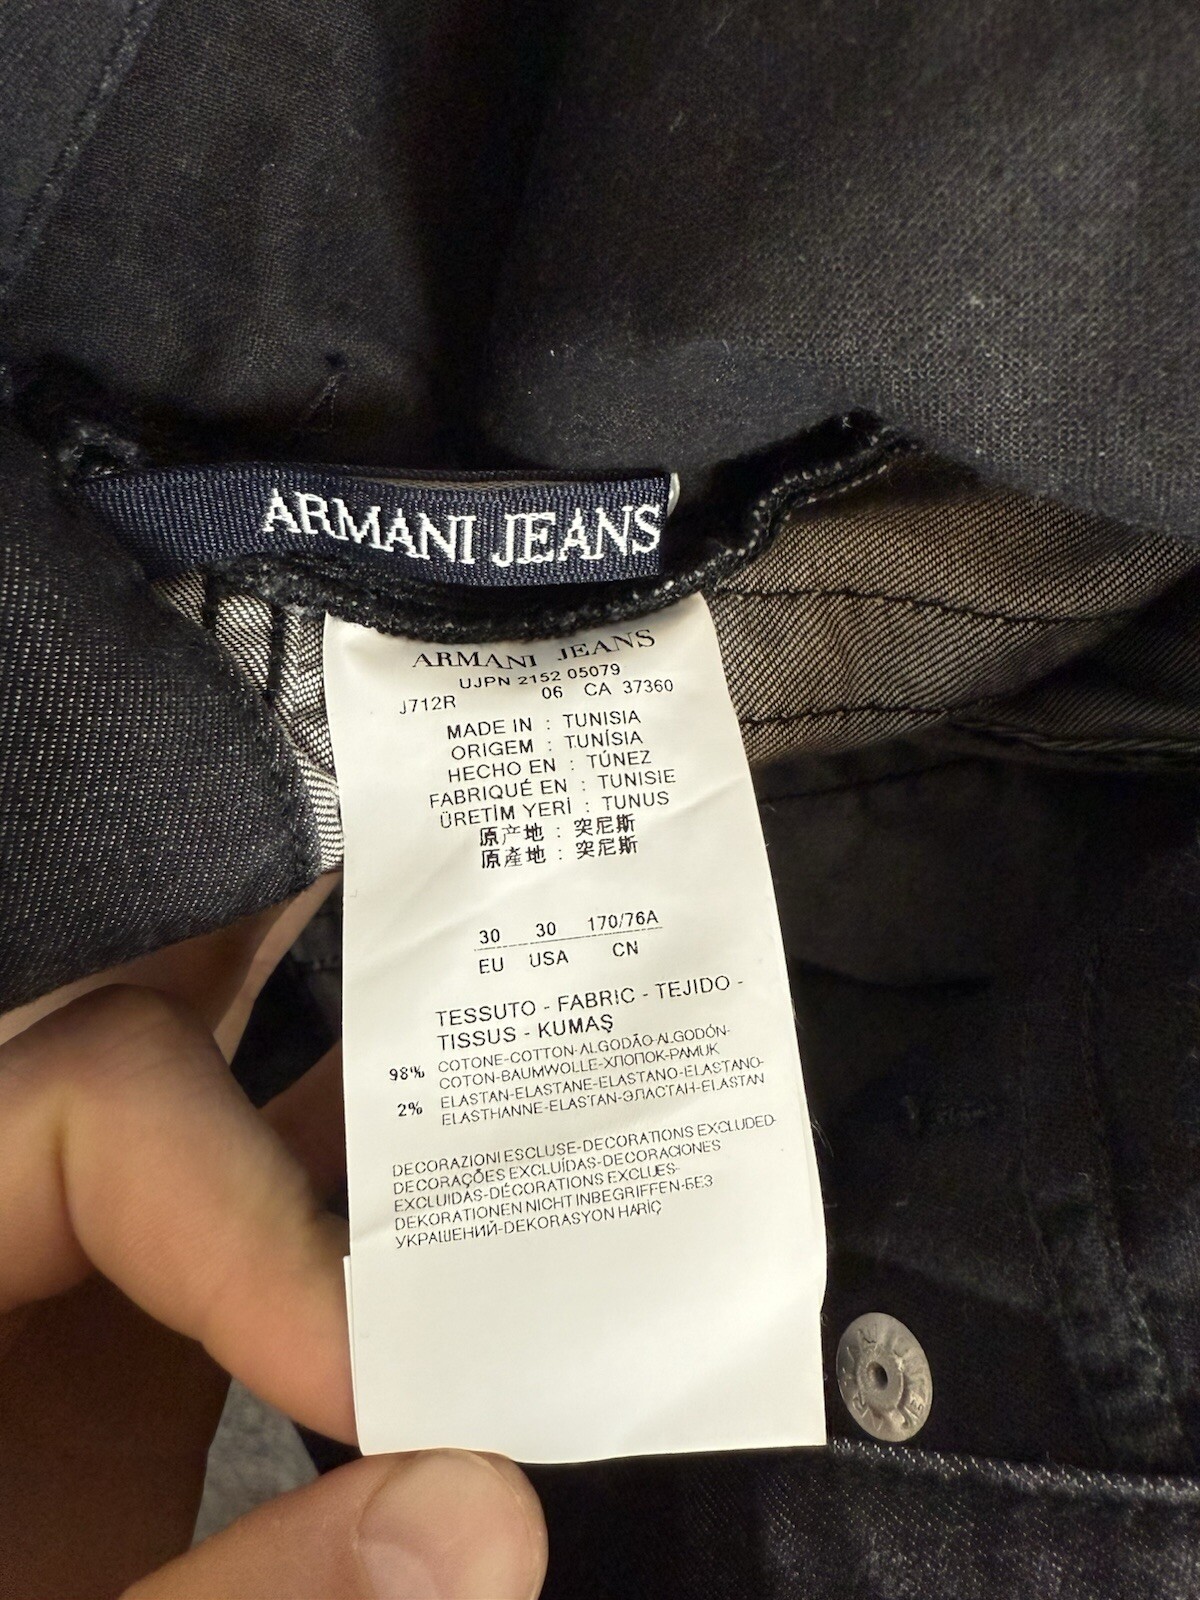 ARMANI JEANS
ARMANI JEANS
UJPN 2152 05079
J712R 06 CA 37360
MADE IN : TUNISIA
ORIGEM : TUNÍSIA
HECHO EN : TÚNEZ
FABRIQUÉ EN : TUNISIE
ÜRETİM YERİ : TUNUS
原产地 : 突尼斯
原產地 : 突尼斯
30 30 170/76A
EU USA CN
TESSUTO - FABRIC - TEJIDO -
TISSUS - KUMAŞ
98% COTONE-COTTON-ALGODÃO-ALGODÓN-
COTON-BAUMWOLLE-ХЛОПОК-PAMUK
2% ELASTAN-ELASTANE-ELASTANO-ELASTANO-
ELASTHANNE-ELASTAN-ЭЛАСТАН-ELASTAN
DECORAZIONI ESCLUSE-DECORATIONS EXCLUDED-
DECORAÇÕES EXCLUÍDAS-DECORACIONES
EXCLUIDAS-DÉCORATIONS EXCLUES-
DEKORATIONEN NICHT INBEGRIFFEN-БЕЗ
УКРАШЕНИЙ-DEKORASYON HARİÇ